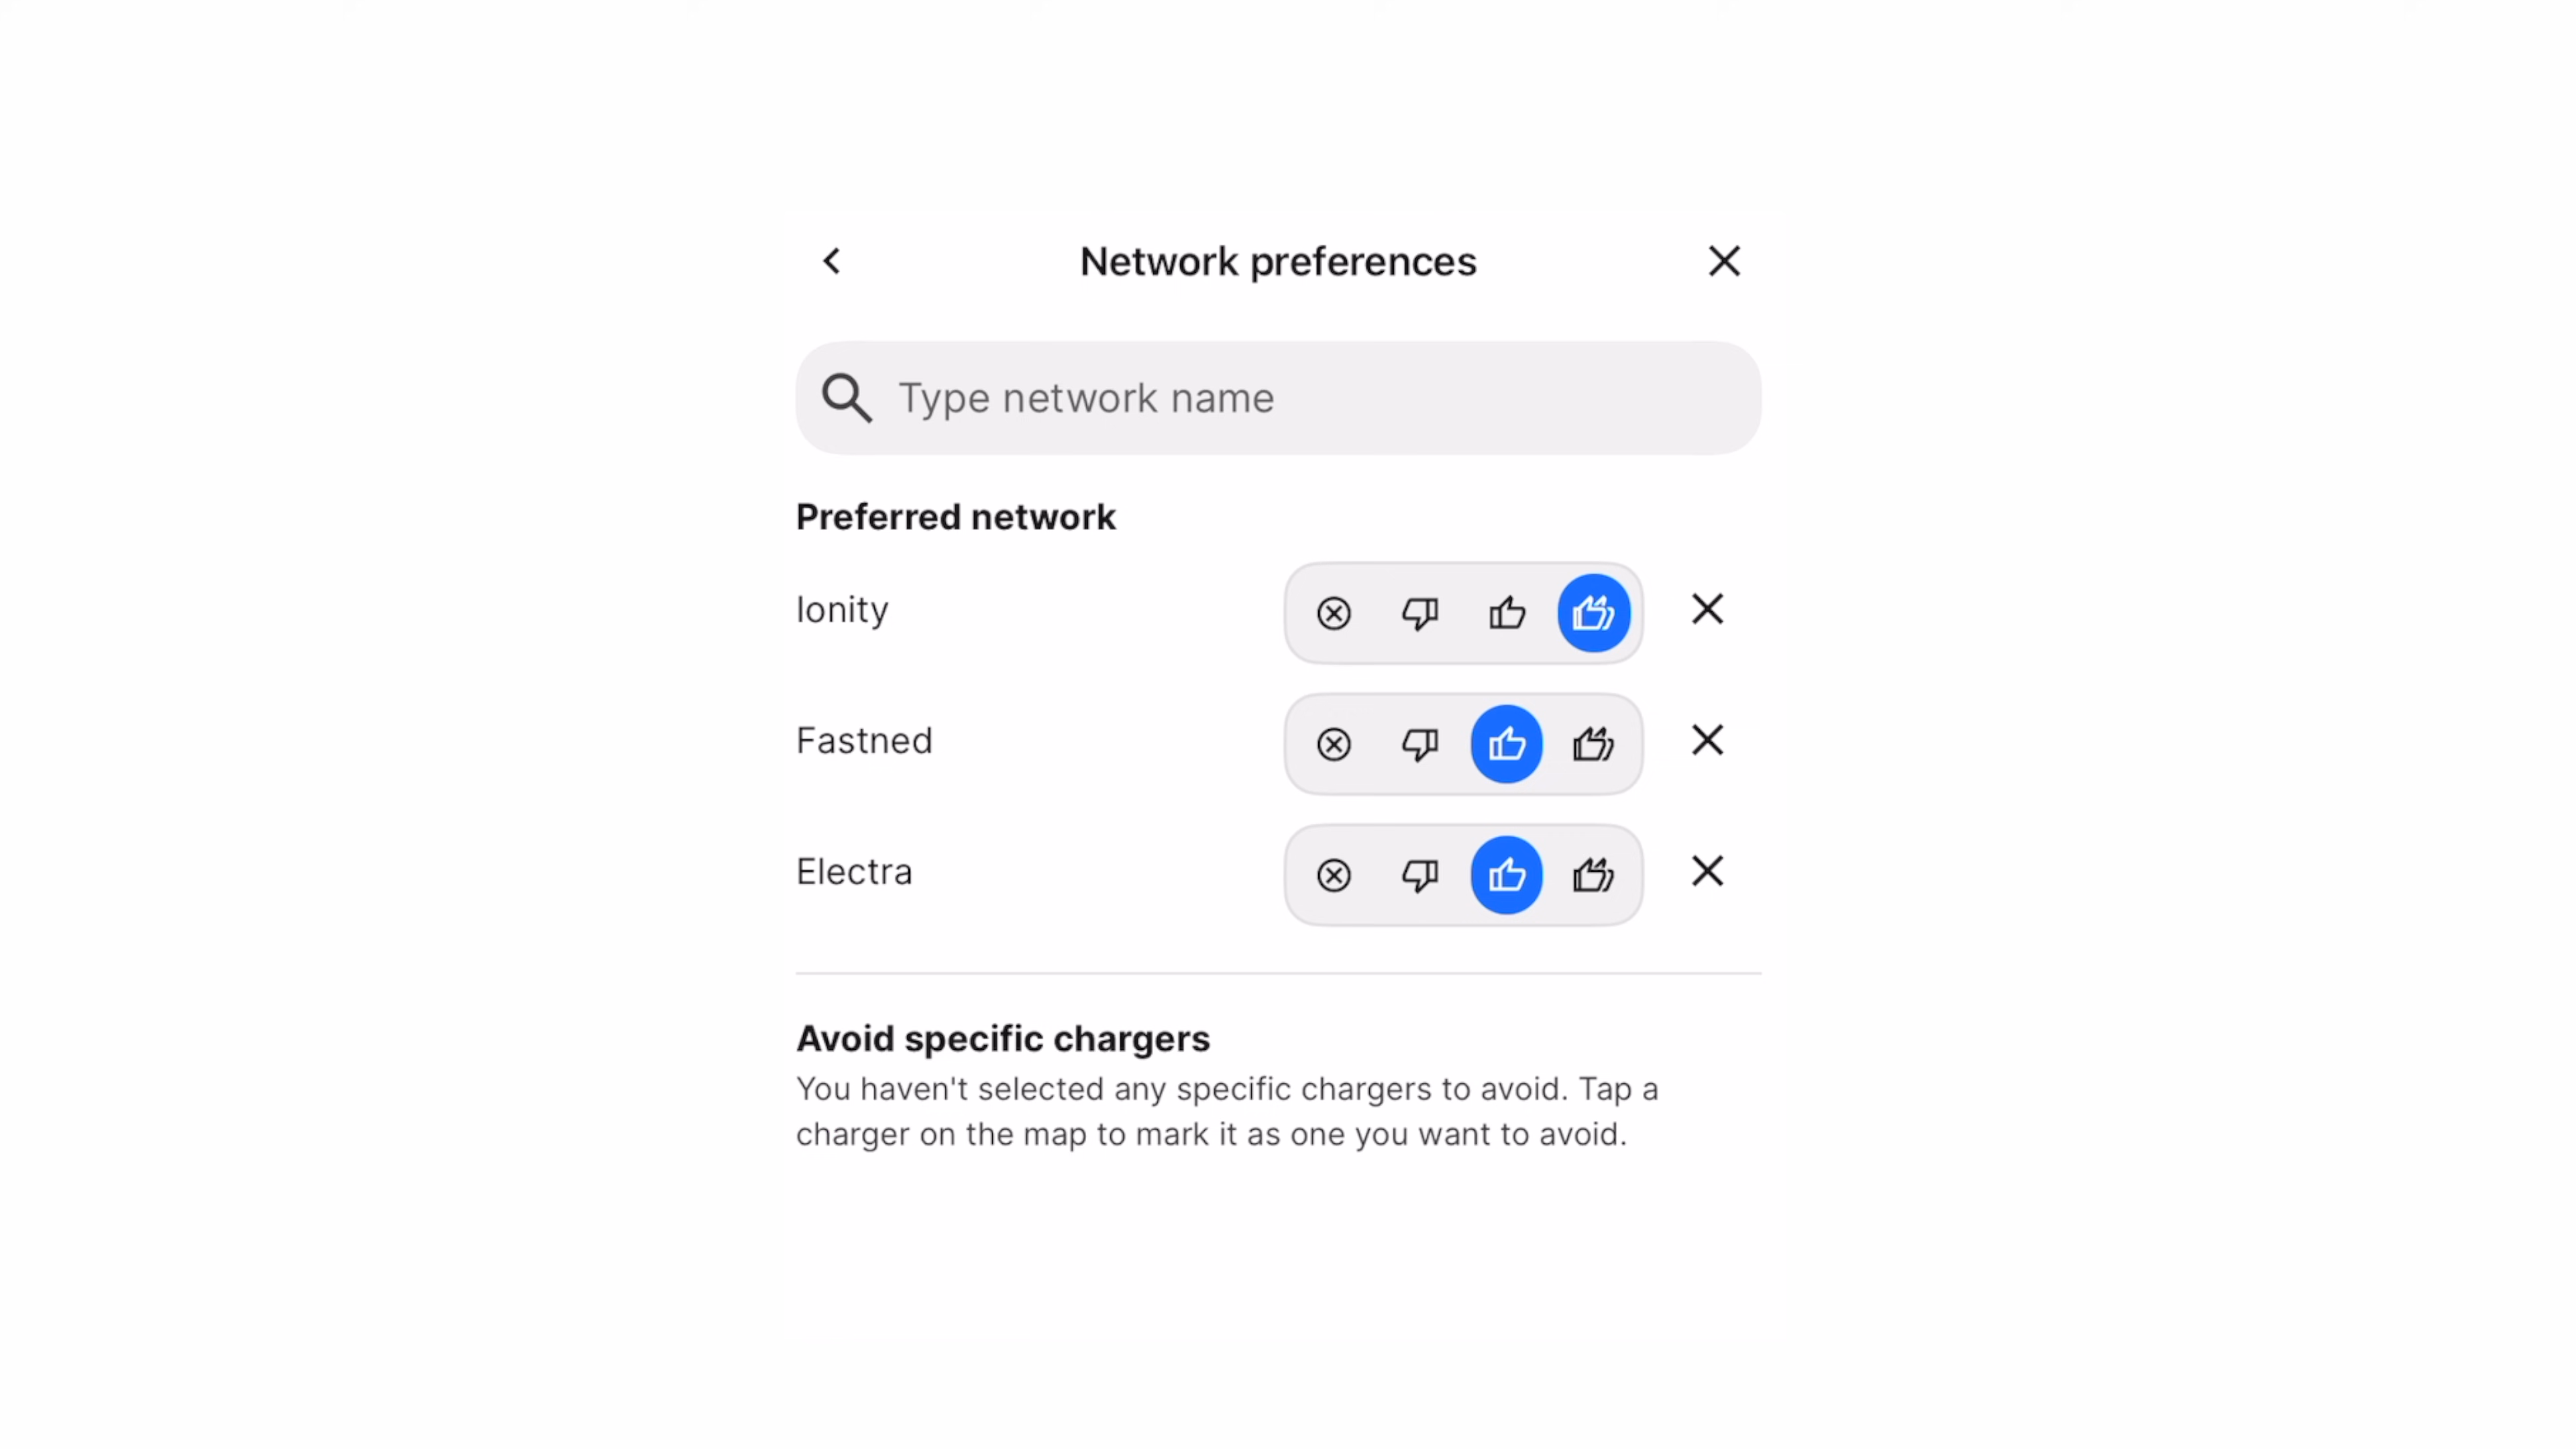 Network preferences
Type network name
Preferred network
Ionity
Fastned
Electra
Avoid specific chargers
You haven't selected any specific chargers to avoid. Tap a
charger on the map to mark it as one you want to avoid.